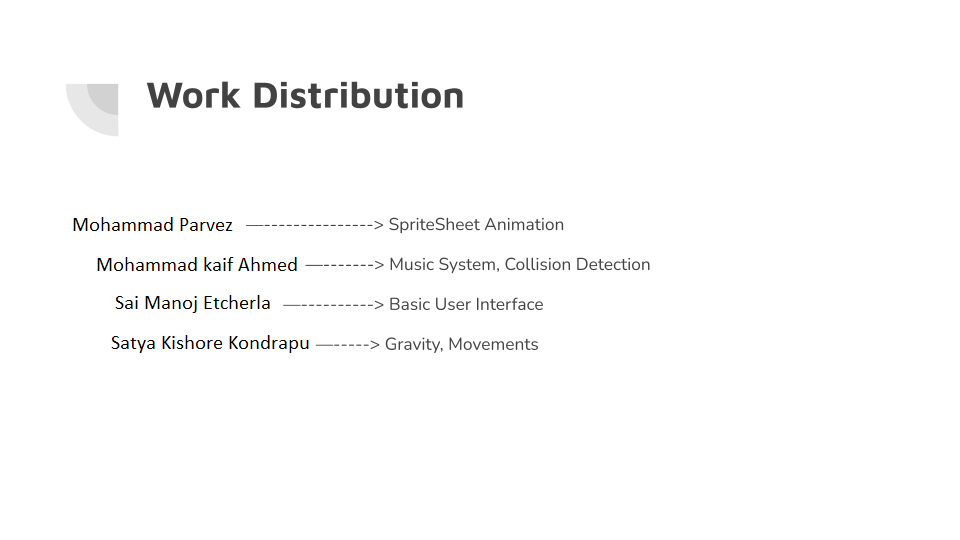 Work Distribution
Mohammad Parvez —---------------> SpriteSheet Animation
Mohammad kaif Ahmed —--------> Music System, Collision Detection
Sai Manoj Etcherla —----------> Basic User Interface
Satya Kishore Kondrapu —-----> Gravity, Movements